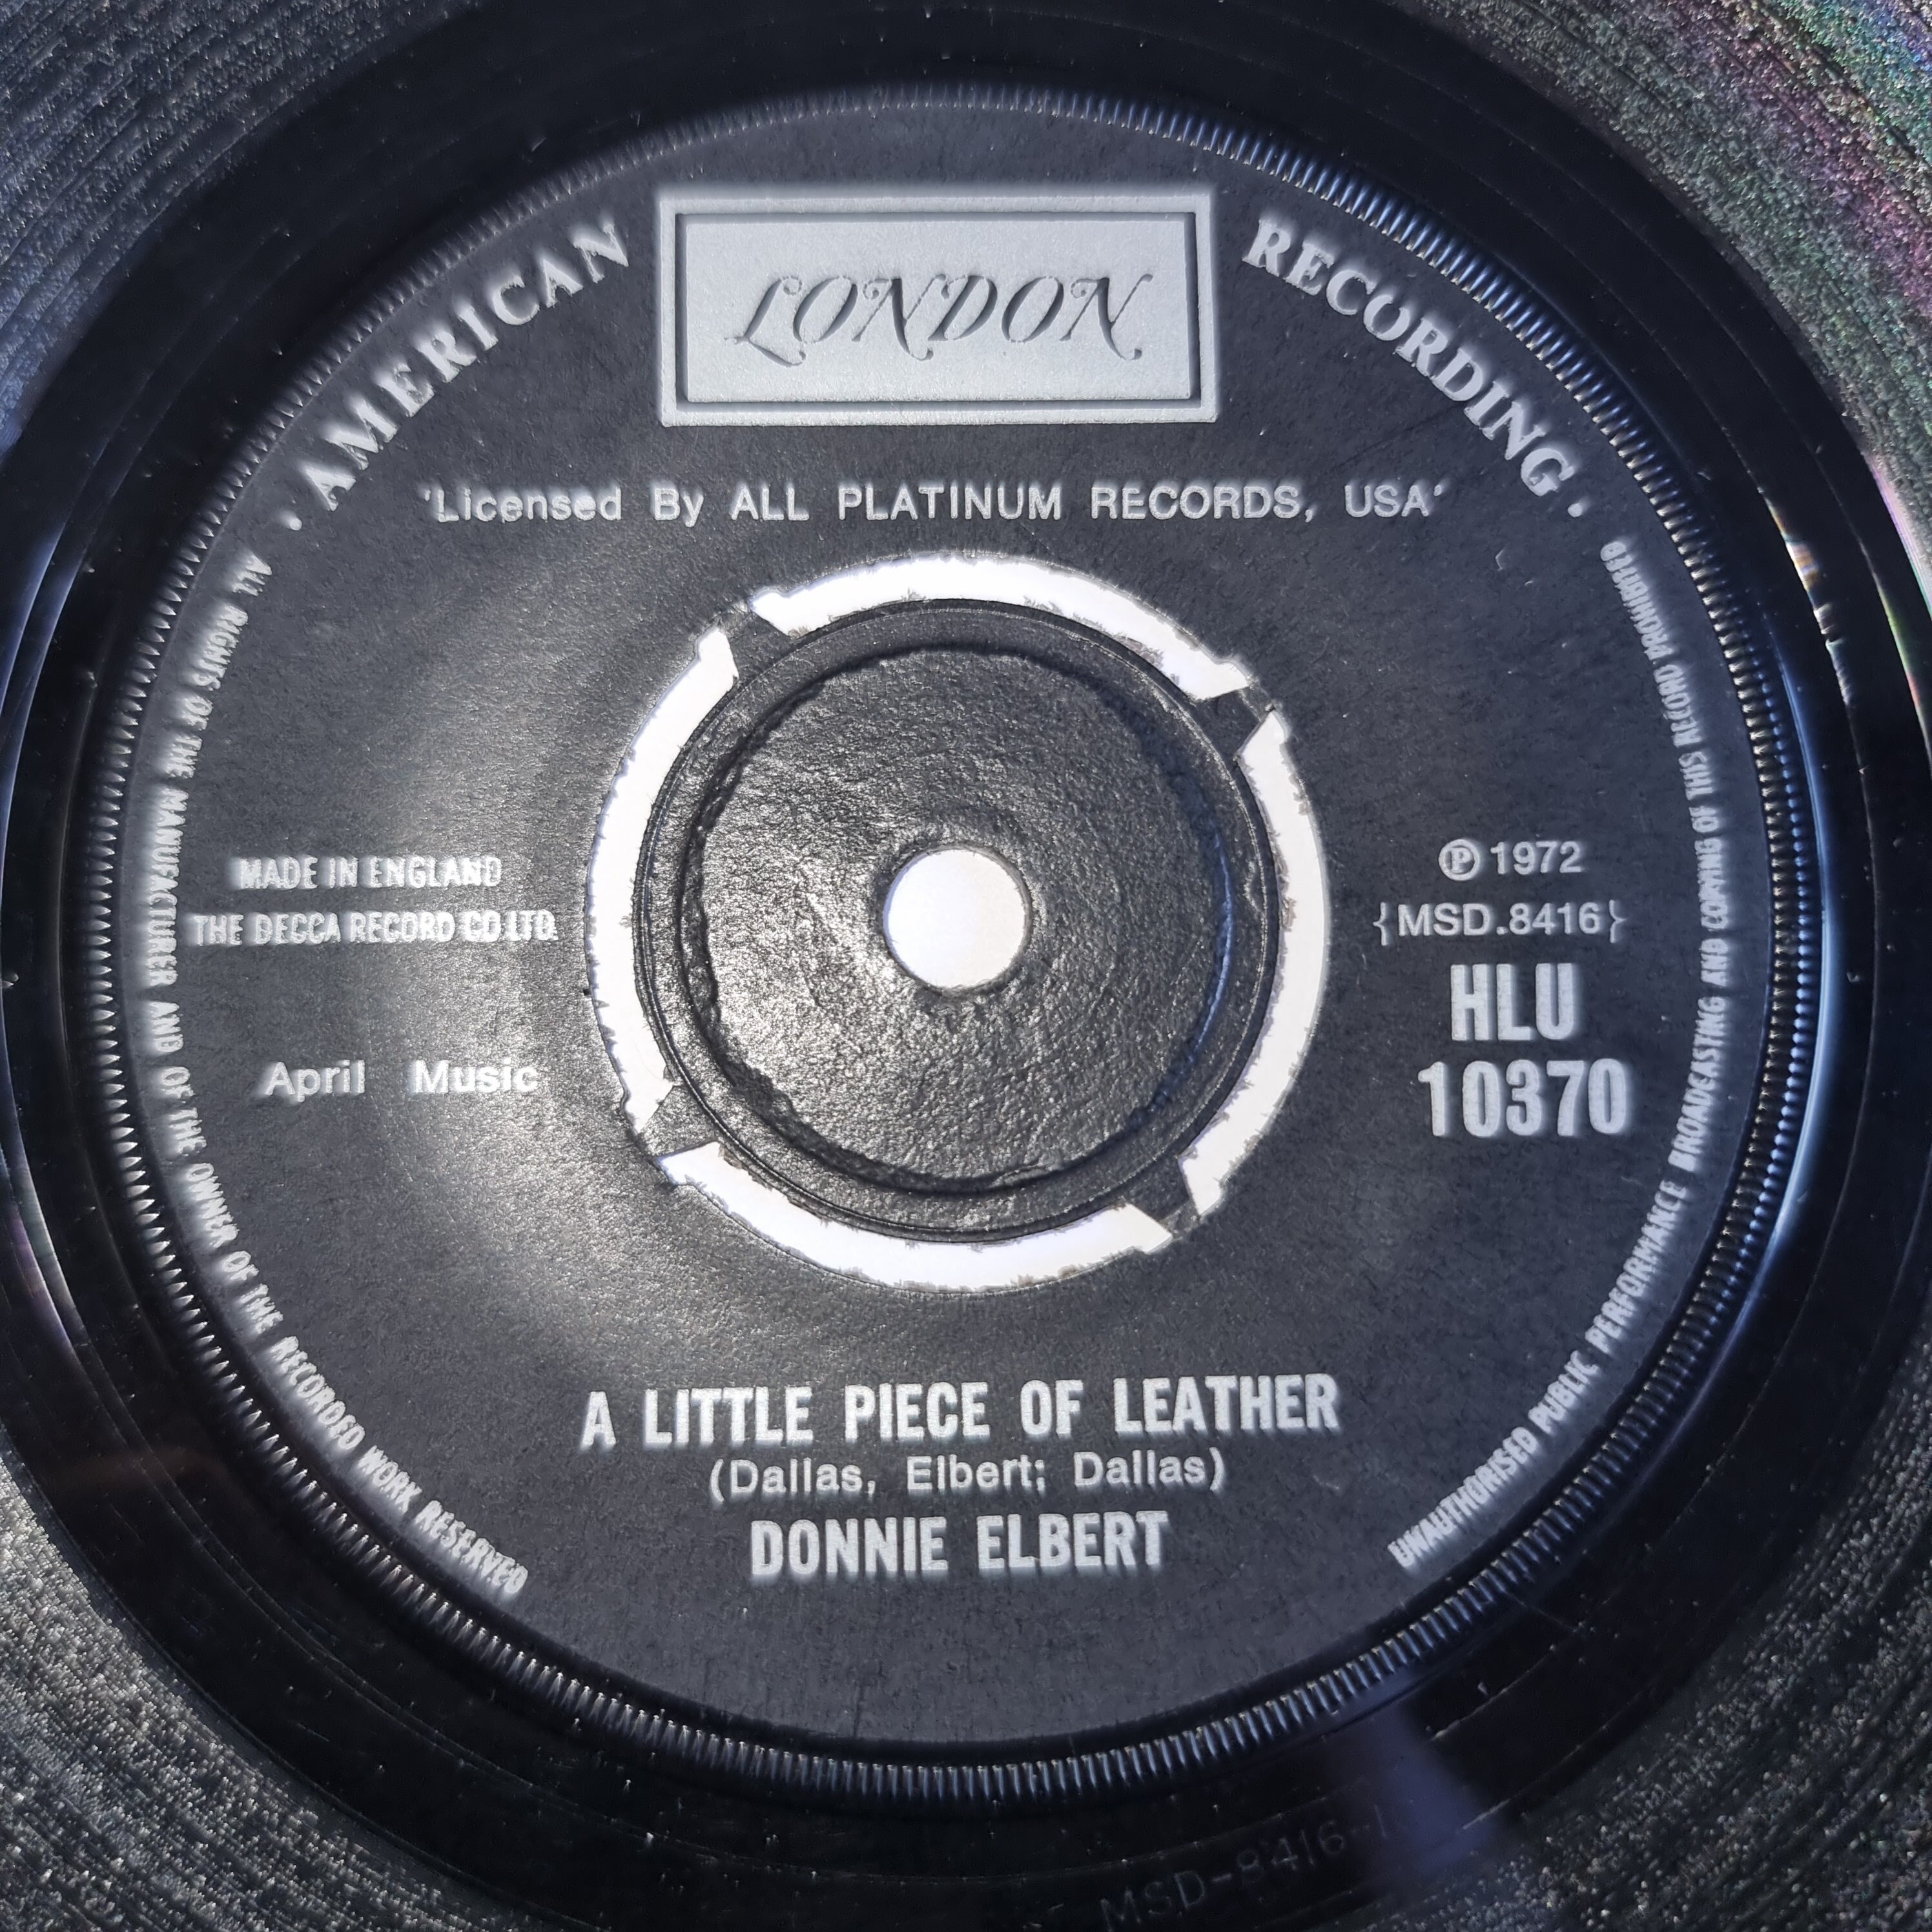 AMERICAN LONDON RECORDING
'Licensed By ALL PLATINUM RECORDS, USA'
MADE IN ENGLAND
THE DECCA RECORD CO LTD.
April Music
℗ 1972
{MSD.8416}
HLU
10370
A LITTLE PIECE OF LEATHER
(Dallas, Elbert; Dallas)
DONNIE ELBERT
ALL RIGHTS OF THE MANUFACTURER AND OF THE OWNER OF THE RECORDED WORK RESERVED
UNAUTHORISED PUBLIC PERFORMANCE BROADCASTING AND COPYING OF THIS RECORD PROHIBITED
MSD-8416-1